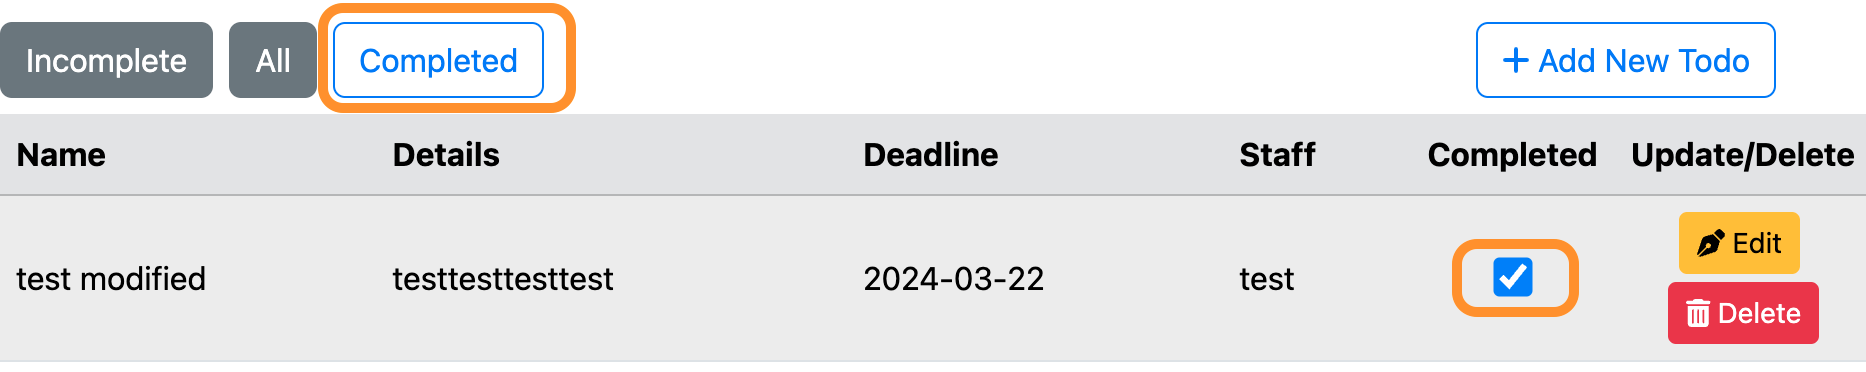 Incomplete All Completed + Add New Todo
Name Details Deadline Staff Completed Update/Delete
test modified testtesttesttest 2024-03-22 test Edit
Delete